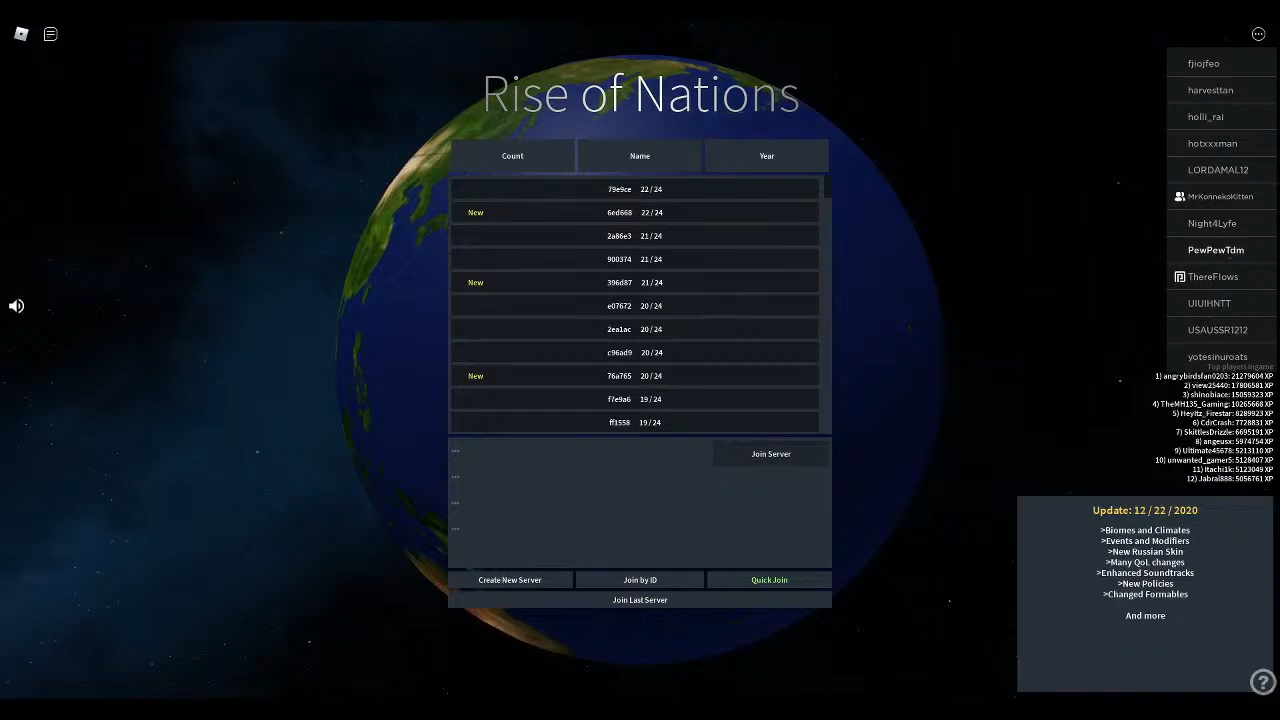 Rise of Nations
Count Name Year
79e9ce 22 / 24
New 6ed668 22 / 24
2a86e3 21 / 24
900374 21 / 24
New 396d87 21 / 24
e07672 20 / 24
2ea1ac 20 / 24
c96ad9 20 / 24
New 76a765 20 / 24
f7e9a6 19 / 24
ff1558 19 / 24
...
...
...
...
Join Server
Create New Server Join by ID Quick Join
Join Last Server
fjiojfeo
harvesttan
holli_rai
hotxxxman
LORDAMAL12
MrKonnekoKitten
Night4Lyfe
PewPewTdm
ThereFlows
UIUIHNTT
USAUSSR1212
yotesinuroats
Top players ingame
1) angrybirdsfan0203: 21279604 XP
2) view25440: 17806581 XP
3) shinobiace: 15059323 XP
4) TheMH135_Gaming: 10265668 XP
5) HeyItz_Firestar: 8289923 XP
6) CdrCrash: 7728831 XP
7) SkittlesDrizzle: 6695191 XP
8) angeusx: 5974754 XP
9) Ultimate45678: 5213110 XP
10) unwanted_gamer5: 5128407 XP
11) Itachi1k: 5123049 XP
12) Jabral888: 5056761 XP
Update: 12 / 22 / 2020
>Biomes and Climates
>Events and Modifiers
>New Russian Skin
>Many QoL changes
>Enhanced Soundtracks
>New Policies
>Changed Formables
And more
?